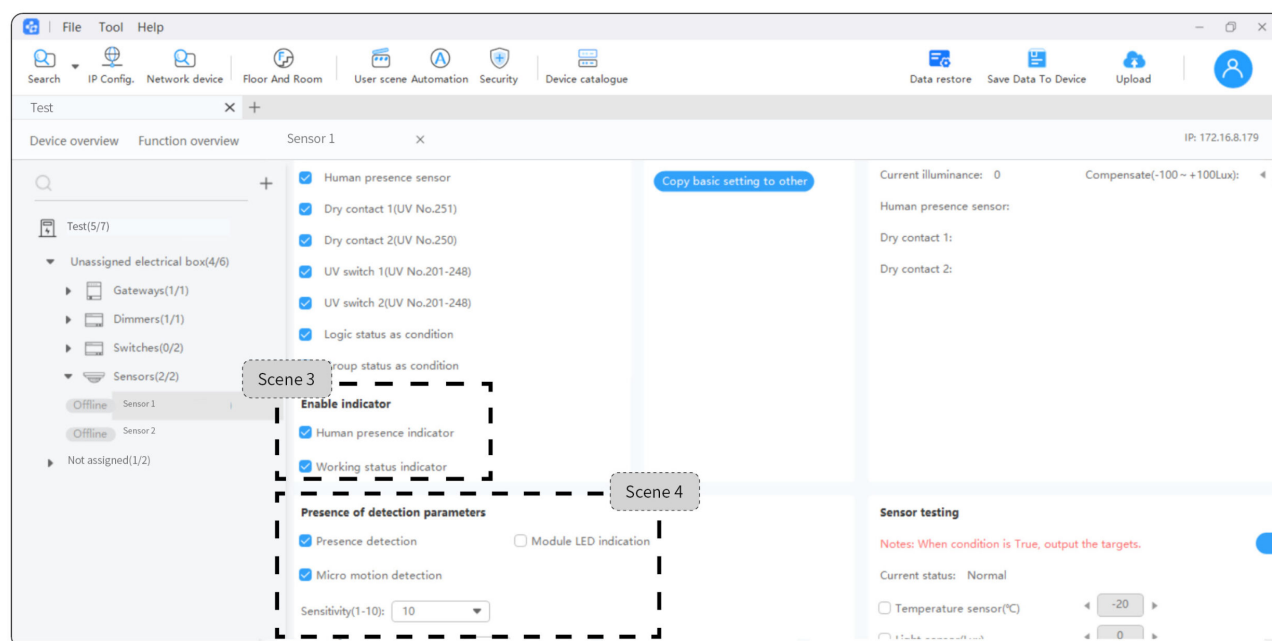 File Tool Help
Search IP Config. Network device Floor And Room User scene Automation Security Device catalogue Data restore Save Data To Device Upload
Test
Device overview Function overview Sensor 1 IP: 172.16.8.179
Human presence sensor Copy basic setting to other Current illuminance: 0 Compensate(-100 ~ +100Lux):
Dry contact 1(UV No.251) Human presence sensor:
Test(5/7)
Dry contact 2(UV No.250) Dry contact 1:
Unassigned electrical box(4/6) UV switch 1(UV No.201-248) Dry contact 2:
Gateways(1/1) UV switch 2(UV No.201-248)
Dimmers(1/1)
Switches(0/2) Logic status as condition
Sensors(2/2) roup status as condition
Scene 3
Offline Sensor 1 Enable indicator
Offline Sensor 2 Human presence indicator
Not assigned(1/2) Working status indicator
Scene 4
Presence of detection parameters Sensor testing
Presence detection Module LED indication Notes: When condition is True, output the targets.
Micro motion detection Current status: Normal
Sensitivity(1-10): 10 Temperature sensor(℃) -20
Light sensor(Lux) 0